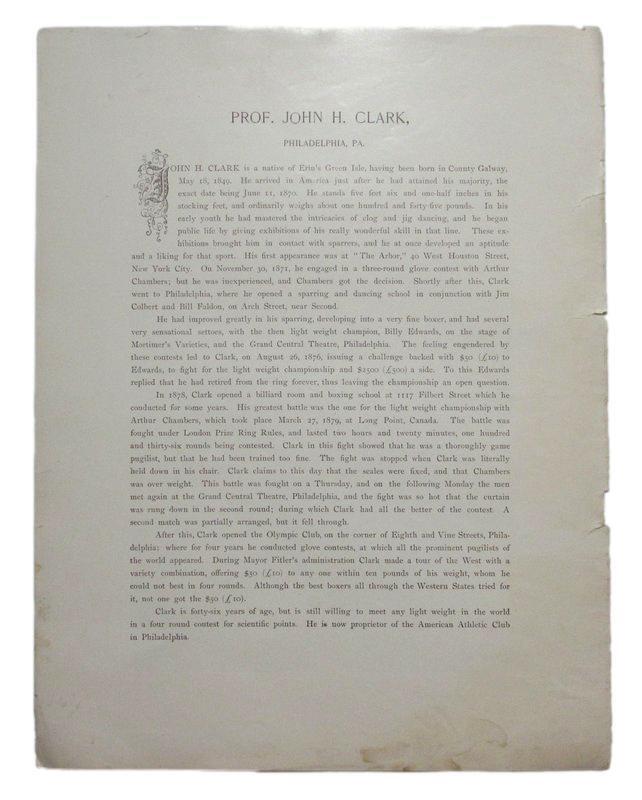 PROF. JOHN H. CLARK,
PHILADELPHIA, PA.
JOHN H. CLARK is a native of Erin's Green Isle, having been born in County Galway,
May 18, 1849. He arrived in America just after he had attained his majority, the
exact date being June 11, 1870. He stands five feet six and one-half inches in his
stocking feet, and ordinarily weighs about one hundred and forty-five pounds. In his
early youth he had mastered the intricacies of clog and jig dancing, and he began
public life by giving exhibitions of his really wonderful skill in that line. These ex-
hibitions brought him in contact with sparrers, and he at once developed an aptitude
and a liking for that sport. His first appearance was at "The Arbor," 40 West Houston Street,
New York City. On November 30, 1871, he engaged in a three-round glove contest with Arthur
Chambers; but he was inexperienced, and Chambers got the decision. Shortly after this, Clark
went to Philadelphia, where he opened a sparring and dancing school in conjunction with Jim
Colbert and Bill Fuldon, on Arch Street, near Second.
He had improved greatly in his sparring, developing into a very fine boxer, and had several
very sensational settoes, with the then light weight champion, Billy Edwards, on the stage of
Mortimer's Varieties, and the Grand Central Theatre, Philadelphia. The feeling engendered by
these contests led to Clark, on August 26, 1876, issuing a challenge backed with $50 (£10) to
Edwards, to fight for the light weight championship and $2500 (£500) a side. To this Edwards
replied that he had retired from the ring forever, thus leaving the championship an open question.
In 1878, Clark opened a billiard room and boxing school at 1117 Filbert Street which he
conducted for some years. His greatest battle was the one for the light weight championship with
Arthur Chambers, which took place March 27, 1879, at Long Point, Canada. The battle was
fought under London Prize Ring Rules, and lasted two hours and twenty minutes, one hundred
and thirty-six rounds being contested. Clark in this fight showed that he was a thoroughly game
pugilist, but that he had been trained too fine. The fight was stopped when Clark was literally
held down in his chair. Clark claims to this day that the scales were fixed, and that Chambers
was over weight. This battle was fought on a Thursday, and on the following Monday the men
met again at the Grand Central Theatre, Philadelphia, and the fight was so hot that the curtain
was rung down in the second round; during which Clark had all the better of the contest. A
second match was partially arranged, but it fell through.
After this, Clark opened the Olympic Club, on the corner of Eighth and Vine Streets, Phila-
delphia; where for four years he conducted glove contests, at which all the prominent pugilists of
the world appeared. During Mayor Fitler's administration Clark made a tour of the West with a
variety combination, offering $50 (£10) to any one within ten pounds of his weight, whom he
could not best in four rounds. Although the best boxers all through the Western States tried for
it, not one got the $50 (£10).
Clark is forty-six years of age, but is still willing to meet any light weight in the world
in a four round contest for scientific points. He is now proprietor of the American Athletic Club
in Philadelphia.